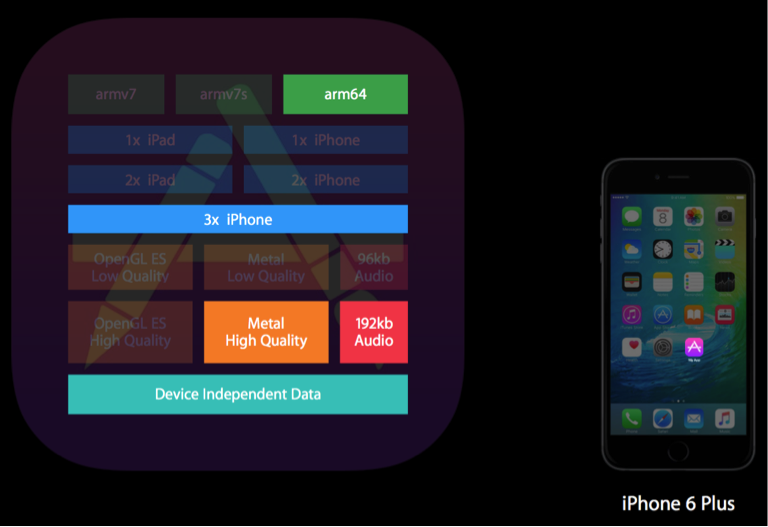 armv7 armv7s arm64
1x iPad 1x iPhone
2x iPad 2x iPhone
3x iPhone
OpenGL ES Metal 96kb
Low Quality Low Quality Audio
OpenGL ES Metal 192kb
High Quality High Quality Audio
Device Independent Data
iPhone 6 Plus